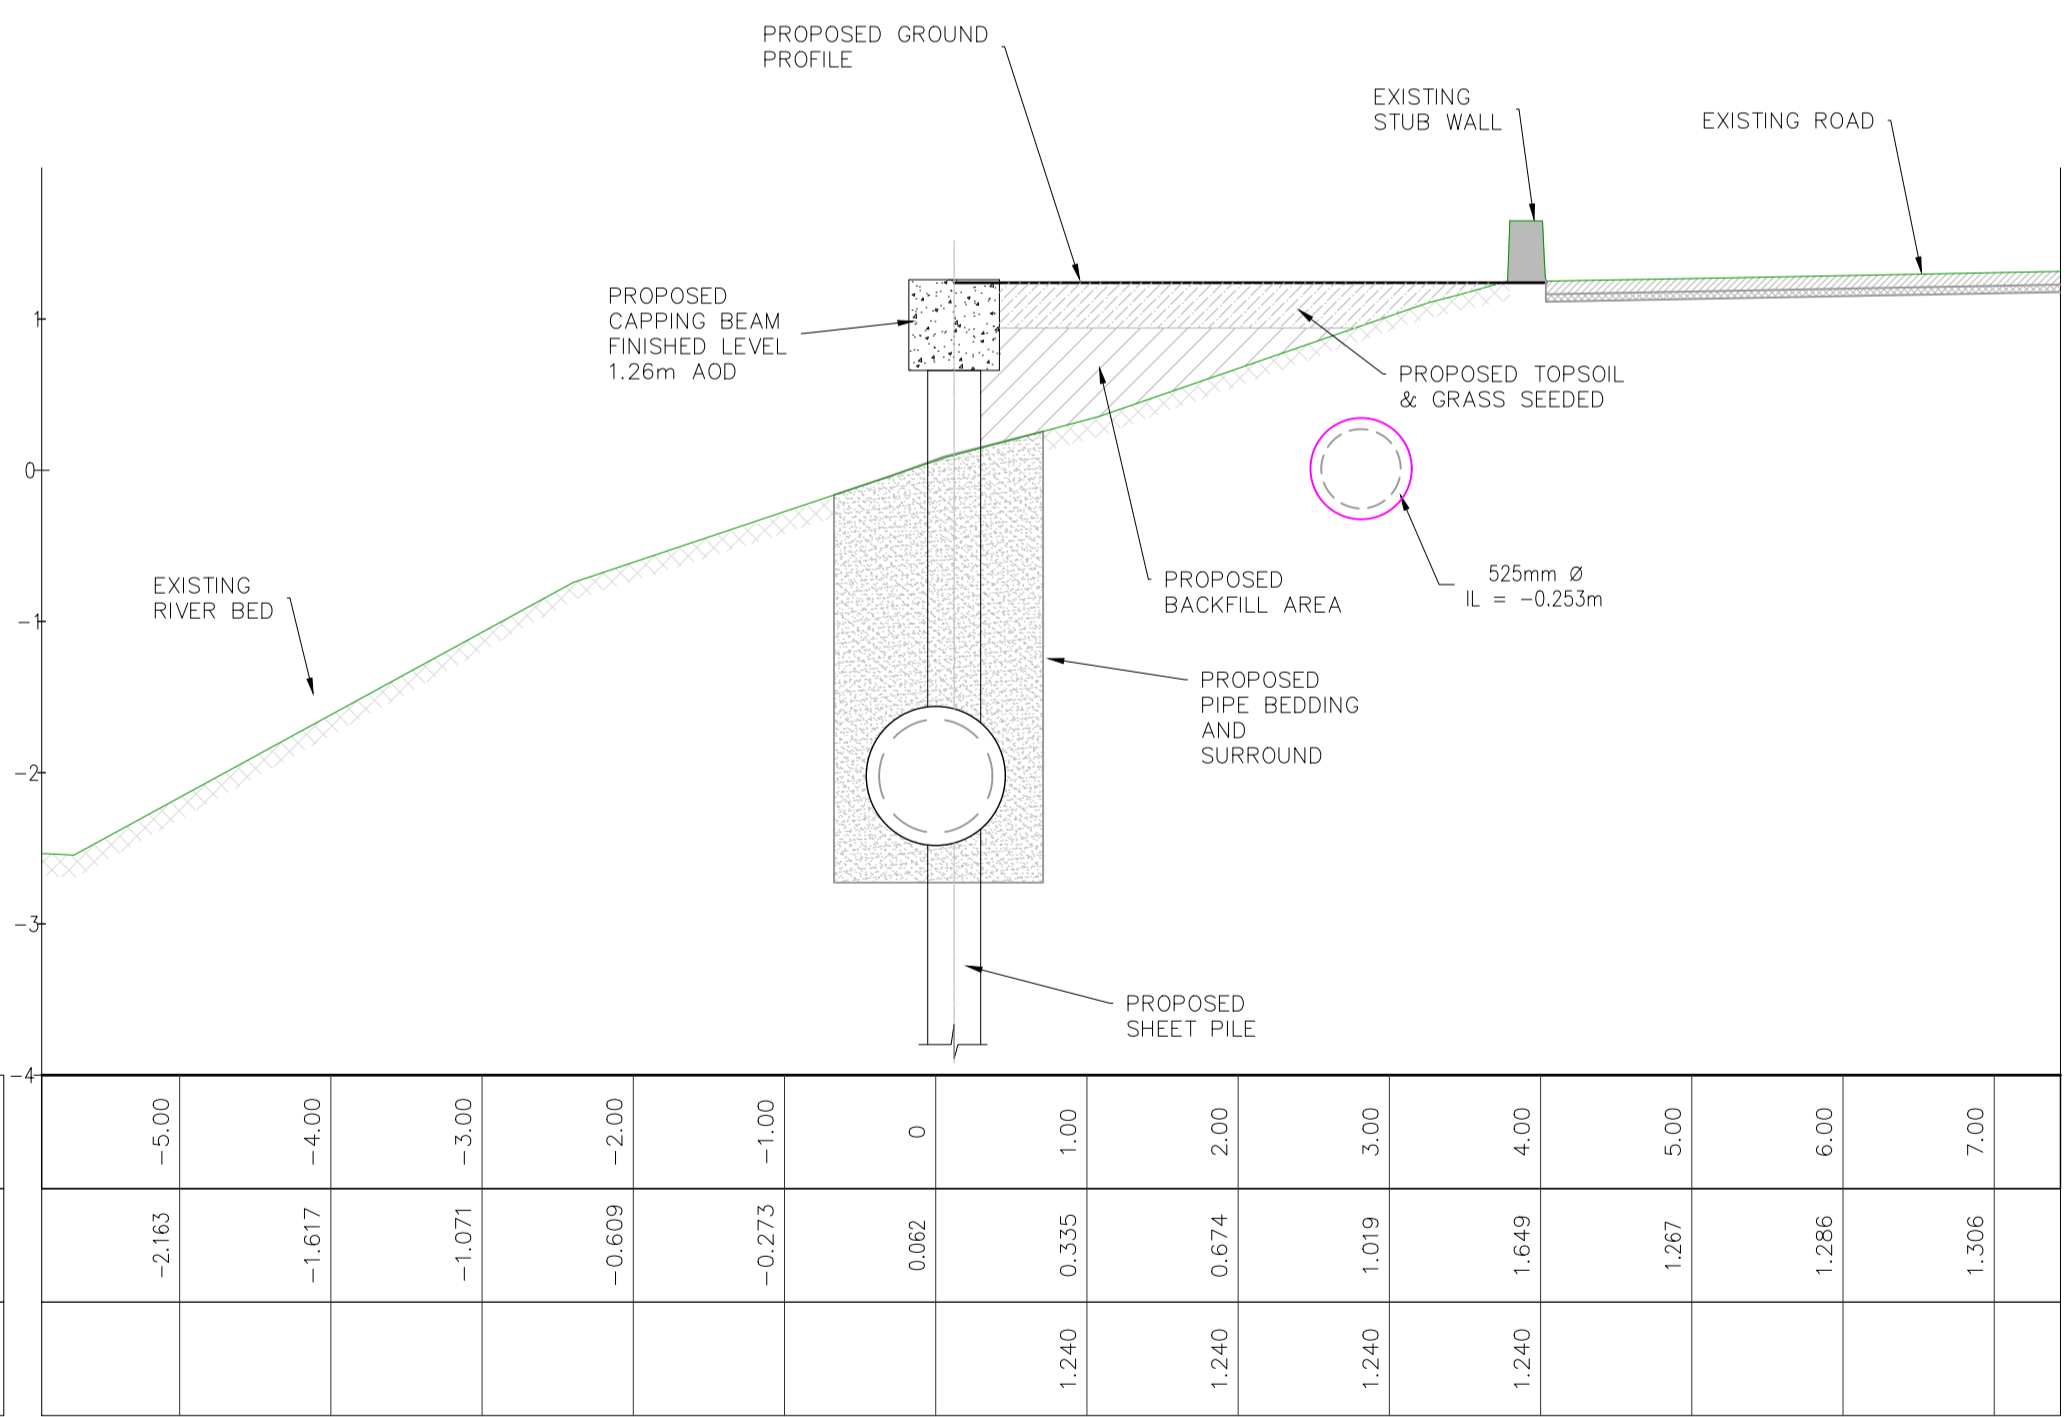 PROPOSED GROUND
PROFILE
EXISTING
STUB WALL
EXISTING ROAD
PROPOSED
CAPPING BEAM
FINISHED LEVEL
1.26m AOD
1
PROPOSED TOPSOIL
& GRASS SEEDED
0
EXISTING
RIVER BED
PROPOSED
BACKFILL AREA
525mm Ø
IL = -0.253m
-1
PROPOSED
PIPE BEDDING
AND
SURROUND
-2
-3
PROPOSED
SHEET PILE
-4
-5.00 -4.00 -3.00 -2.00 -1.00 0 1.00 2.00 3.00 4.00 5.00 6.00 7.00
-2.163 -1.617 -1.071 -0.609 -0.273 0.062 0.335 0.674 1.019 1.649 1.267 1.286 1.306
1.240 1.240 1.240 1.240